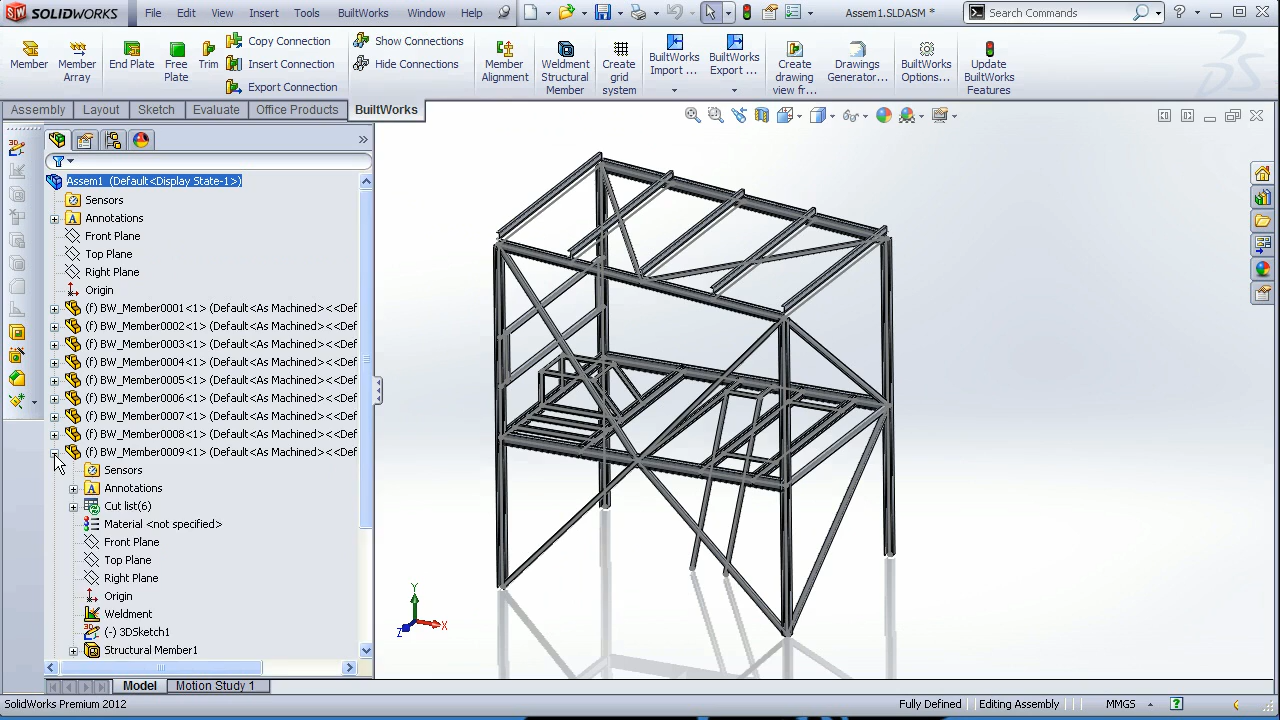 SOLIDWORKS File Edit View Insert Tools BuiltWorks Window Help Assem1.SLDASM * Search Commands
Member
Member Array
End Plate
Free Plate
Trim
Copy Connection
Insert Connection
Export Connection
Show Connections
Hide Connections
Member Alignment
Weldment Structural Member
Create grid system
BuiltWorks Import ...
BuiltWorks Export ...
Create drawing view fr...
Drawings Generator...
BuiltWorks Options...
Update BuiltWorks Features
Assembly Layout Sketch Evaluate Office Products BuiltWorks
Assem1 (Default<Display State-1>)
Sensors
Annotations
Front Plane
Top Plane
Right Plane
Origin
(f) BW_Member0001<1> (Default<As Machined><<Def
(f) BW_Member0002<1> (Default<As Machined><<Def
(f) BW_Member0003<1> (Default<As Machined><<Def
(f) BW_Member0004<1> (Default<As Machined><<Def
(f) BW_Member0005<1> (Default<As Machined><<Def
(f) BW_Member0006<1> (Default<As Machined><<Def
(f) BW_Member0007<1> (Default<As Machined><<Def
(f) BW_Member0008<1> (Default<As Machined><<Def
(f) BW_Member0009<1> (Default<As Machined><<Def
Sensors
Annotations
Cut list(6)
Material <not specified>
Front Plane
Top Plane
Right Plane
Origin
Weldment
(-) 3DSketch1
Structural Member1
Y
X
Z
Model Motion Study 1
SolidWorks Premium 2012 Fully Defined Editing Assembly MMGS